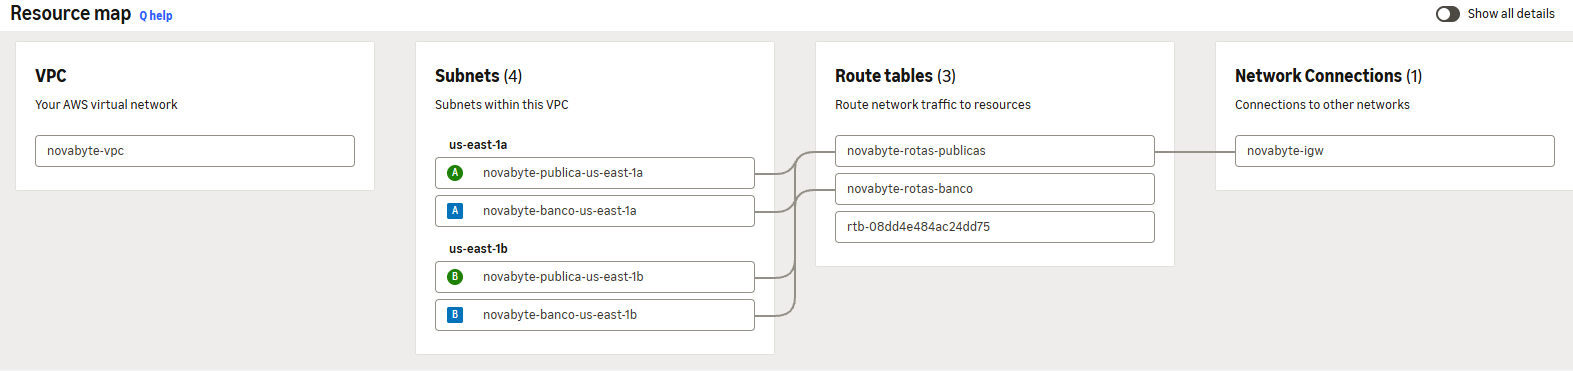 Resource map Q help
Show all details
VPC
Your AWS virtual network
novabyte-vpc
Subnets (4)
Subnets within this VPC
us-east-1a
A novabyte-publica-us-east-1a
A novabyte-banco-us-east-1a
us-east-1b
B novabyte-publica-us-east-1b
B novabyte-banco-us-east-1b
Route tables (3)
Route network traffic to resources
novabyte-rotas-publicas
novabyte-rotas-banco
rtb-08dd4e484ac24dd75
Network Connections (1)
Connections to other networks
novabyte-igw